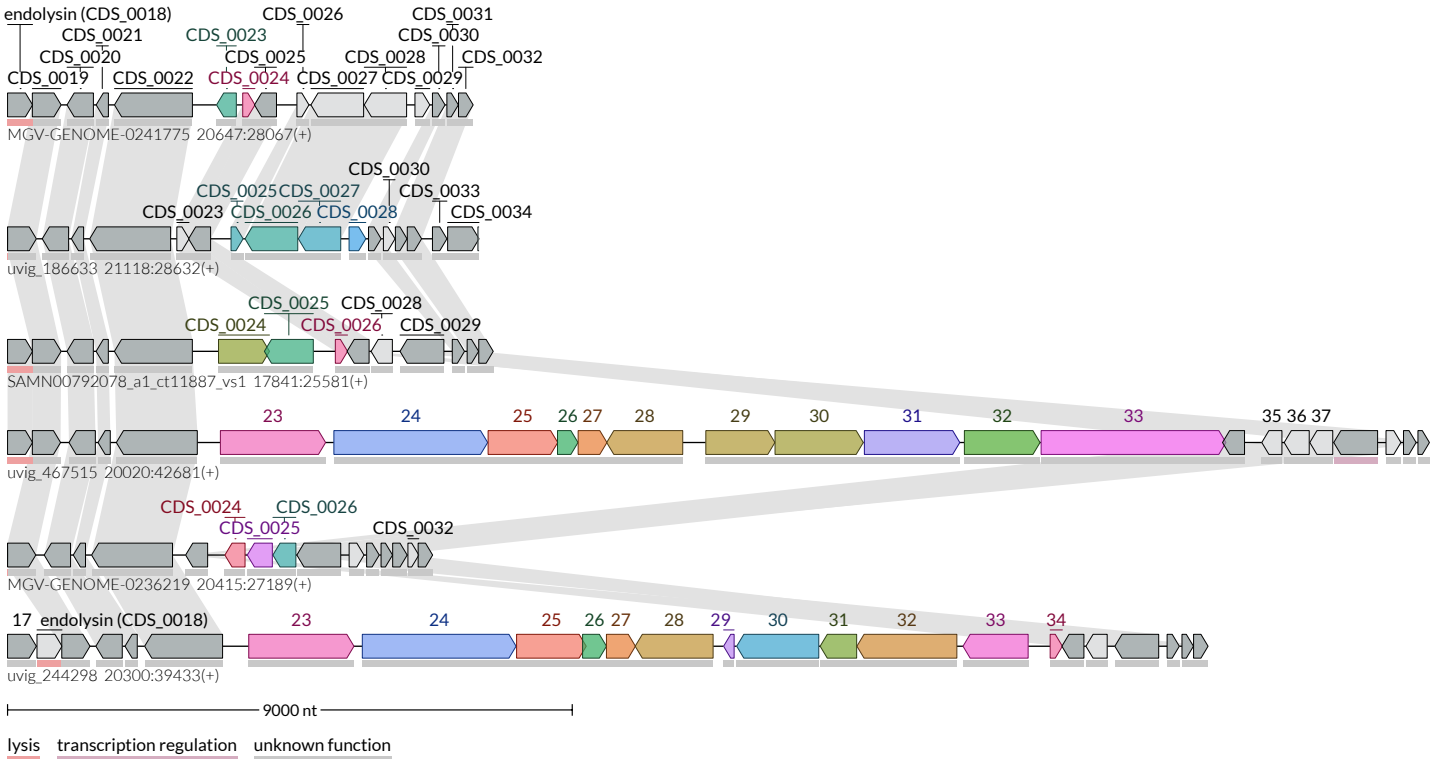 endolysin (CDS_0018) CDS_0026 CDS_0031
CDS_0021 CDS_0023 CDS_0030
CDS_0020 CDS_0025 CDS_0028 CDS_0032
CDS_0019 CDS_0022 CDS_0024 CDS_0027 CDS_0029
MGV-GENOME-0241775 20647:28067(+)
CDS_0030
CDS_0025 CDS_0027 CDS_0033
CDS_0023 CDS_0026 CDS_0028 CDS_0034
uvig_186633 21118:28632(+)
CDS_0025 CDS_0028
CDS_0024 CDS_0026 CDS_0029
SAMN00792078_a1_ct11887_vs1 17841:25581(+)
23 24 25 26 27 28 29 30 31 32 33 35 36 37
uvig_467515 20020:42681(+)
CDS_0024 CDS_0026
CDS_0025 CDS_0032
MGV-GENOME-0236219 20415:27189(+)
17 endolysin (CDS_0018) 23 24 25 26 27 28 29 30 31 32 33 34
uvig_244298 20300:39433(+)
9000 nt
lysis transcription regulation unknown function